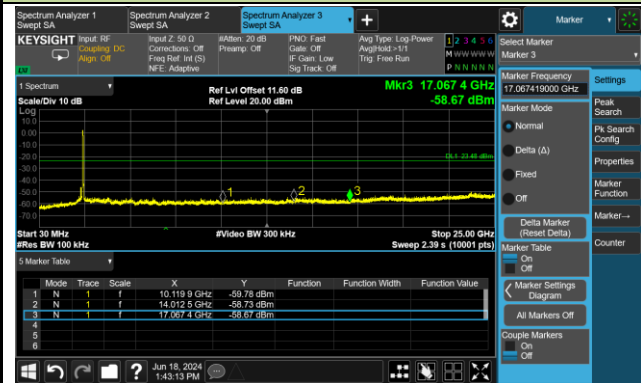 Spectrum Analyzer 1
Swept SA
Spectrum Analyzer 2
Swept SA
Spectrum Analyzer 3
Swept SA
Marker
KEYSIGHT
Input: RF
Coupling: DC
Align: Off
Input Z: 50 Ω
Corrections: Off
Freq Ref: Int (S)
NFE: Adaptive
#Atten: 20 dB
Preamp: Off
PNO: Fast
Gate: Off
IF Gain: Low
Sig Track: Off
Avg Type: Log-Power
Avg|Hold:>1/1
Trig: Free Run
1 2 3 4 5 6
M W W W W W
P N N N N N
Select Marker
Marker 3
1 Spectrum
Scale/Div 10 dB
Ref Lvl Offset 11.60 dB
Ref Level 20.00 dBm
Mkr3 17.067 4 GHz
-58.67 dBm
Log
10.0
0.00
-10.0
-20.0
-30.0
-40.0
-50.0
-60.0
-70.0
DL1 -23.48 dBm
1
2
3
Start 30 MHz
#Res BW 100 kHz
#Video BW 300 kHz
Stop 25.00 GHz
Sweep 2.39 s (10001 pts)
5 Marker Table
Mode Trace Scale X Y Function Function Width Function Value
1 N 1 f 10.119 9 GHz -59.78 dBm
2 N 1 f 14.012 5 GHz -58.73 dBm
3 N 1 f 17.067 4 GHz -58.67 dBm
4
5
6
Marker Frequency
17.067419000 GHz
Marker Mode
Normal
Delta (Δ)
Fixed
Off
Delta Marker
(Reset Delta)
Marker Table
On
Off
Marker Settings
Diagram
All Markers Off
Couple Markers
On
Off
Settings
Peak
Search
Pk Search
Config
Properties
Marker
Function
Marker→
Counter
Jun 18, 2024
1:43:13 PM